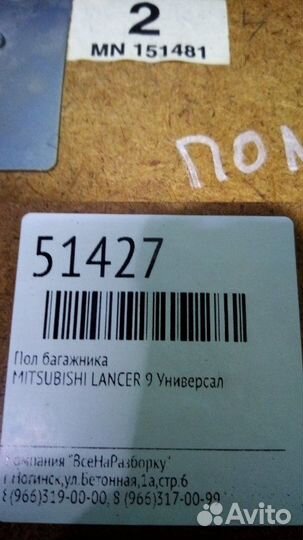 2
MN 151481
ПОЛ
51427
Пол багажника
MITSUBISHI LANCER 9 Универсал
Компания "ВсеНаРазборку"
г.Ногинск,ул.Бетонная,1а,стр.6
8(966)319-00-00, 8 (966)317-00-99
Avito